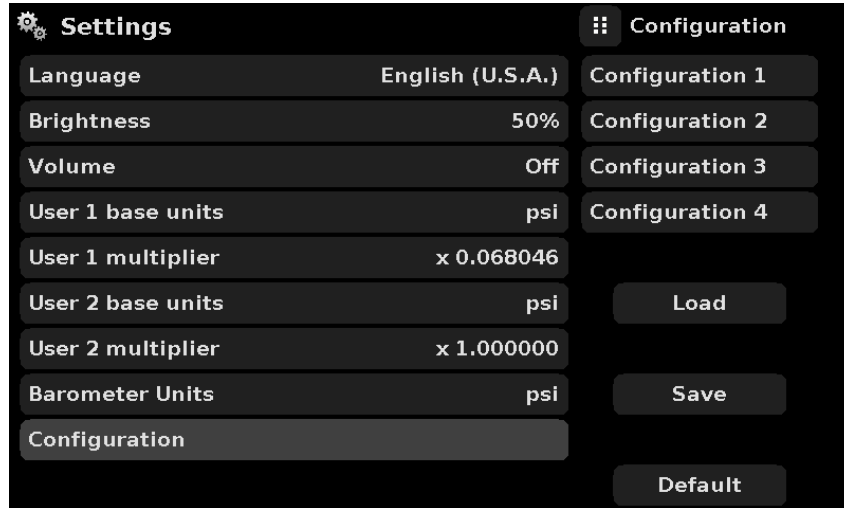 Settings
Language English (U.S.A.)
Brightness 50%
Volume Off
User 1 base units psi
User 1 multiplier x 0.068046
User 2 base units psi
User 2 multiplier x 1.000000
Barometer Units psi
Configuration
Configuration
Configuration 1
Configuration 2
Configuration 3
Configuration 4
Load
Save
Default